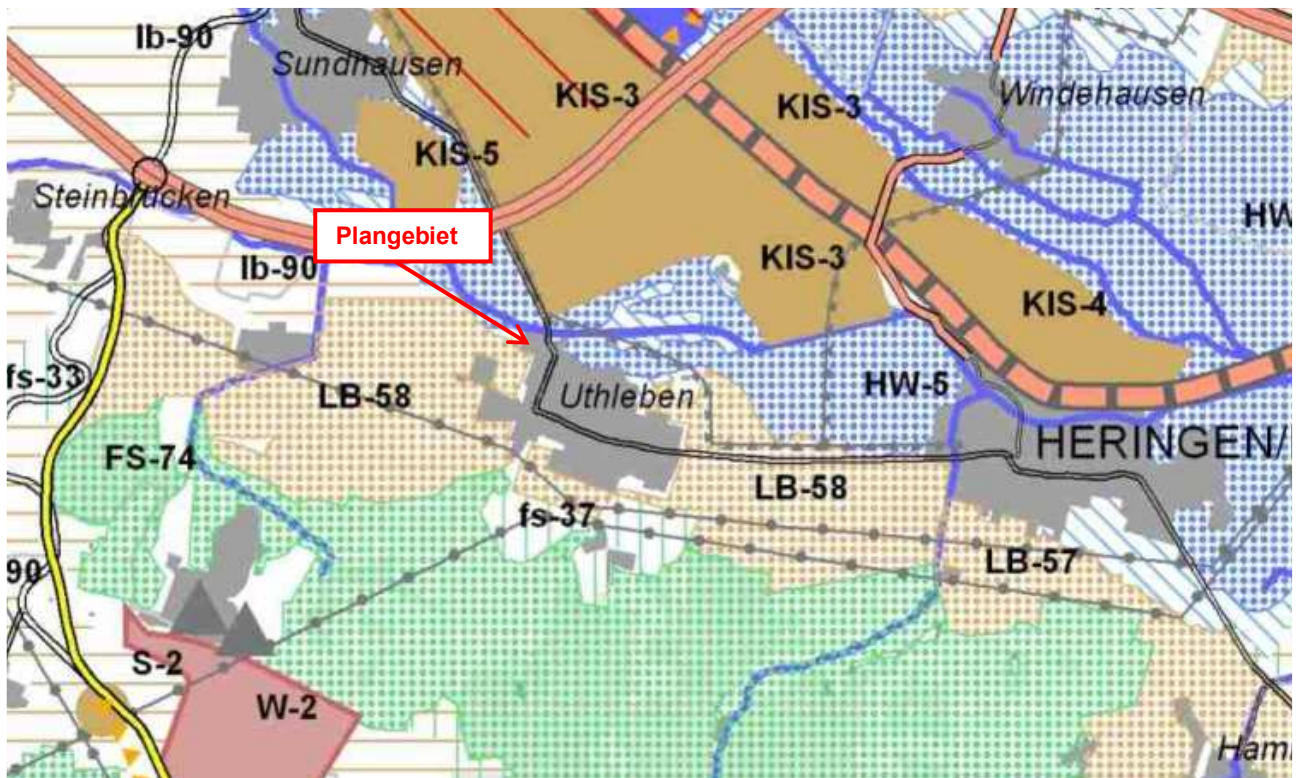 Ib-90
Sundhausen
KIS-3
KIS-3
Windehausen
KIS-5
Steinbrücken
Plangebiet
HW
Ib-90
KIS-3
KIS-4
fs-33
LB-58
Uthleben
HW-5
HERINGEN/
FS-74
LB-58
fs-37
LB-57
90
S-2
W-2
Ham